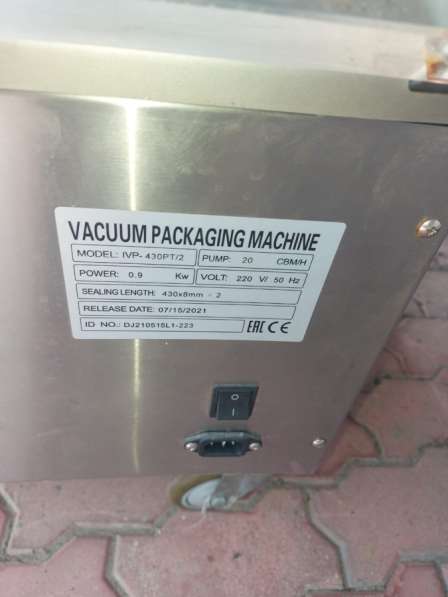 VACUUM PACKAGING MACHINE
MODEL: IVP-430PT/2 PUMP: 20 CBM/H
POWER: 0.9 Kw VOLT: 220 V/ 50 Hz
SEALING LENGTH: 430x8mm × 2
RELEASE DATE: 07/15/2021
ID NO.: DJ210515L1-223 EAC CE